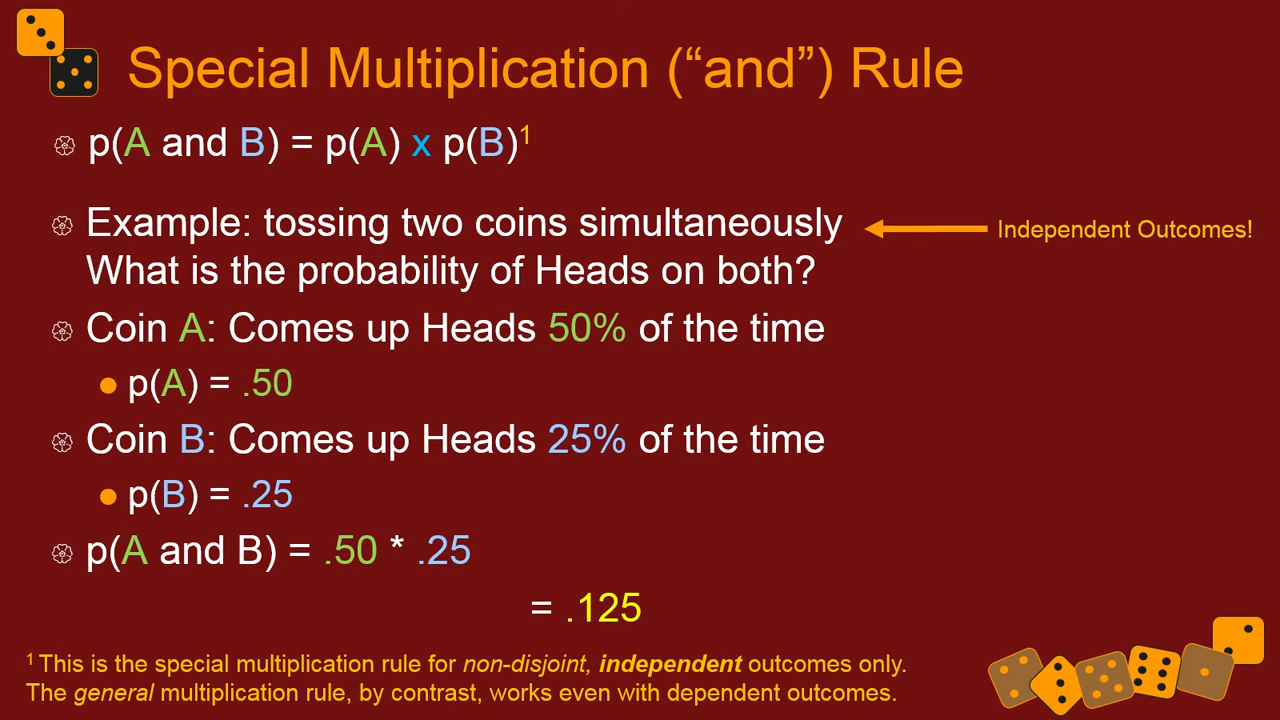 Special Multiplication (“and”) Rule
p(A and B) = p(A) x p(B)¹
Example: tossing two coins simultaneously
Independent Outcomes!
What is the probability of Heads on both?
Coin A: Comes up Heads 50% of the time
p(A) = .50
Coin B: Comes up Heads 25% of the time
p(B) = .25
p(A and B) = .50 * .25
= .125
¹ This is the special multiplication rule for non-disjoint, independent outcomes only.
The general multiplication rule, by contrast, works even with dependent outcomes.